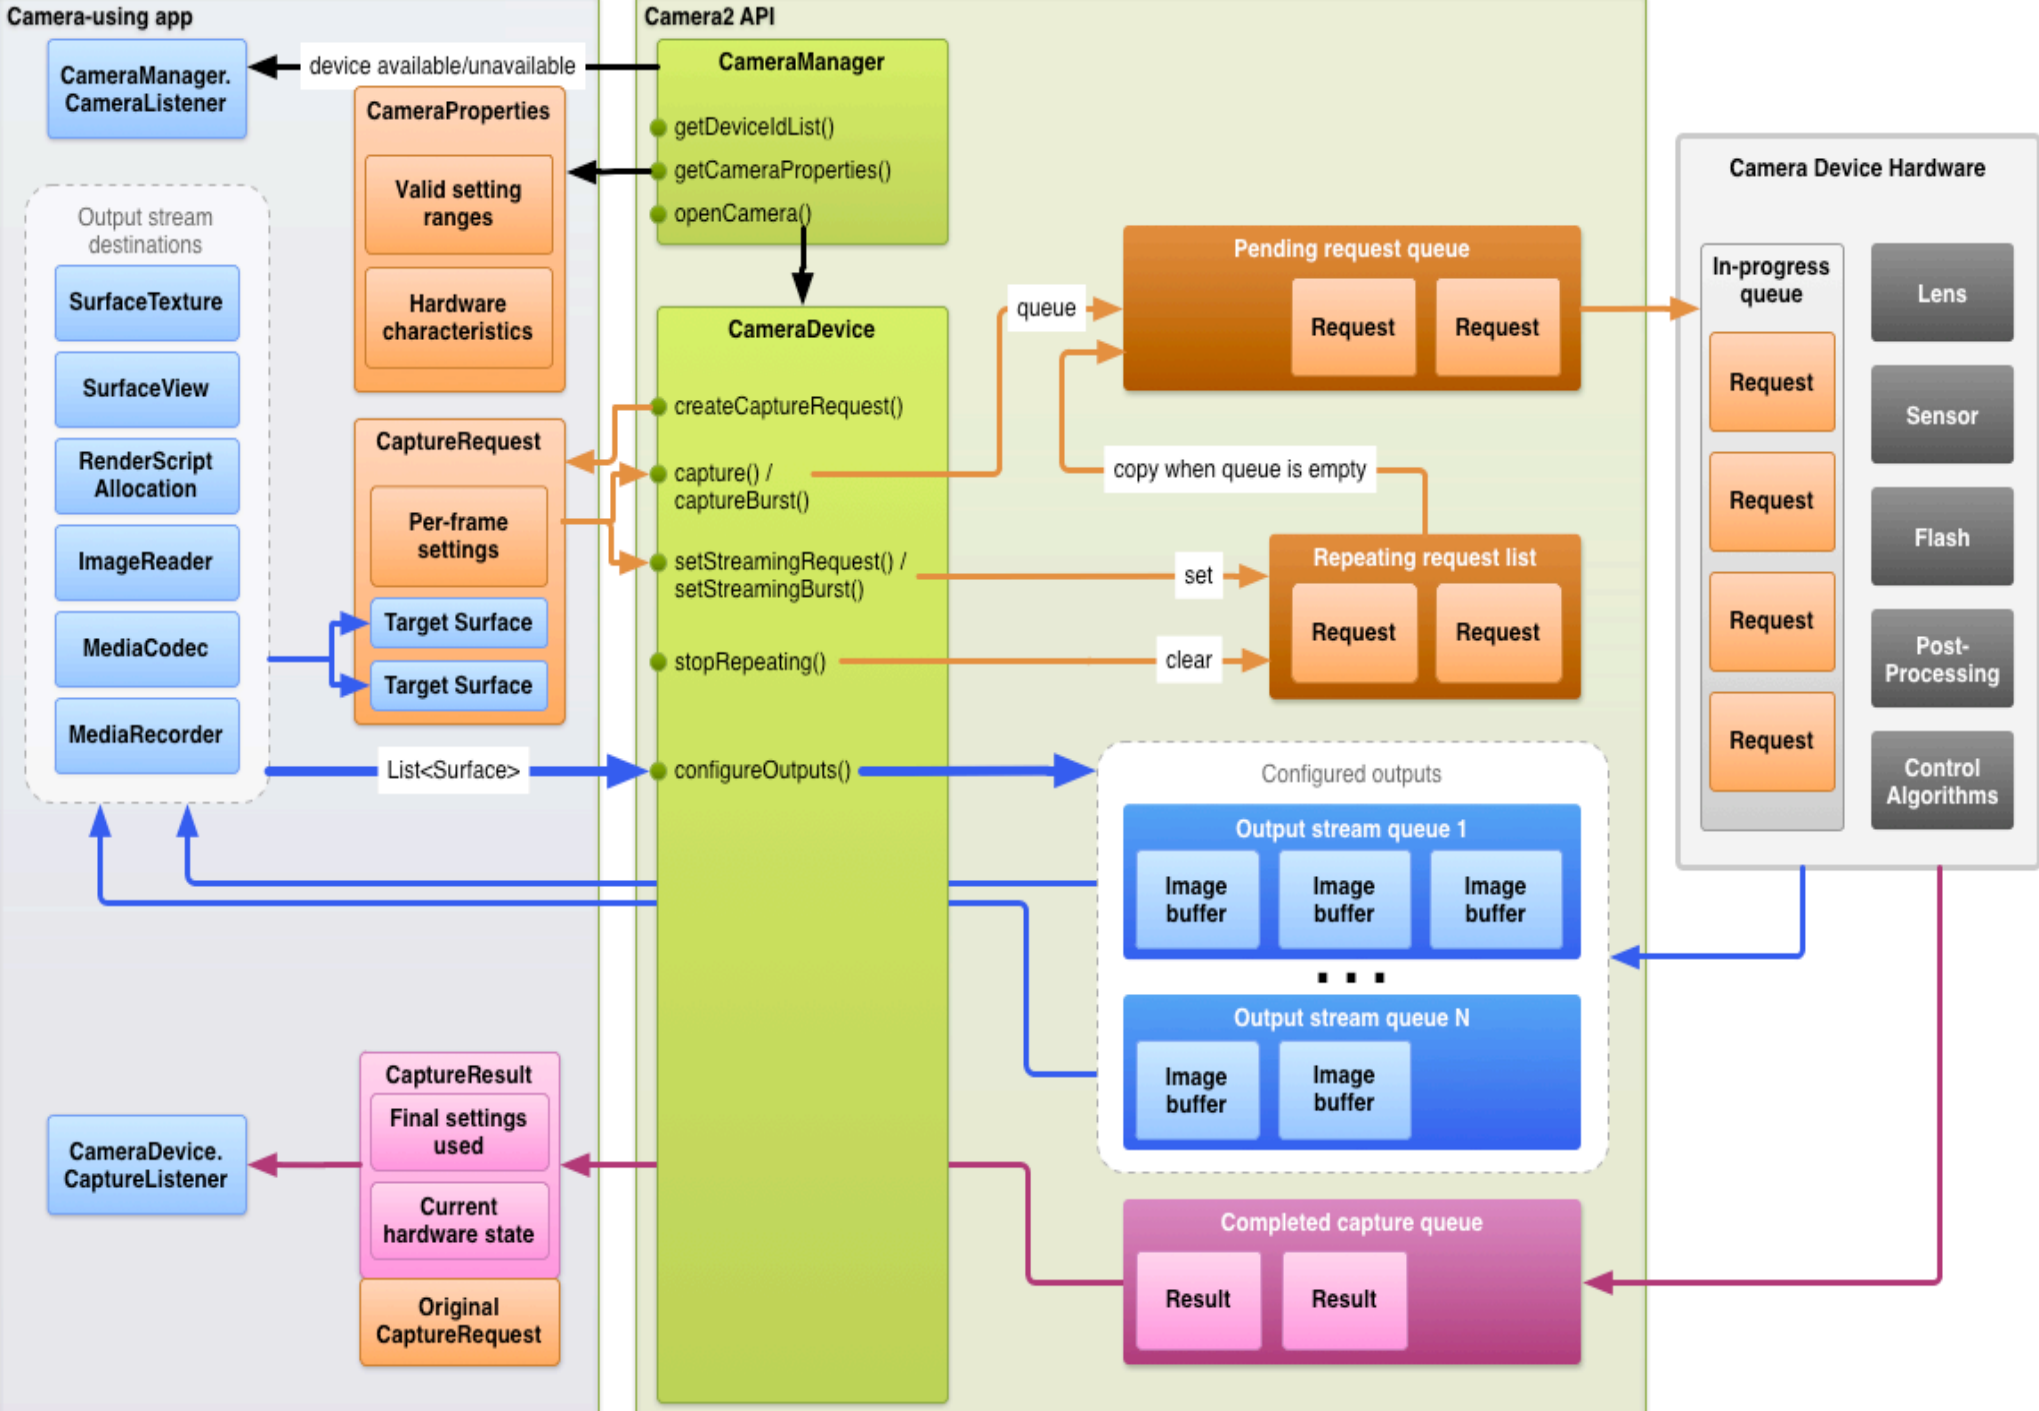 Camera-using app
Camera2 API
CameraManager.
CameraListener
device available/unavailable
CameraManager
getDeviceIdList()
getCameraProperties()
openCamera()
CameraProperties
Valid setting
ranges
Hardware
characteristics
Output stream
destinations
SurfaceTexture
SurfaceView
RenderScript
Allocation
ImageReader
MediaCodec
MediaRecorder
CaptureRequest
Per-frame
settings
Target Surface
Target Surface
List<Surface>
CameraDevice
createCaptureRequest()
capture() /
captureBurst()
setStreamingRequest() /
setStreamingBurst()
stopRepeating()
configureOutputs()
queue
Pending request queue
Request
Request
copy when queue is empty
set
clear
Repeating request list
Request
Request
Configured outputs
Output stream queue 1
Image
buffer
Image
buffer
Image
buffer
. . .
Output stream queue N
Image
buffer
Image
buffer
Completed capture queue
Result
Result
Camera Device Hardware
In-progress
queue
Request
Request
Request
Request
Lens
Sensor
Flash
Post-
Processing
Control
Algorithms
CaptureResult
Final settings
used
Current
hardware state
Original
CaptureRequest
CameraDevice.
CaptureListener